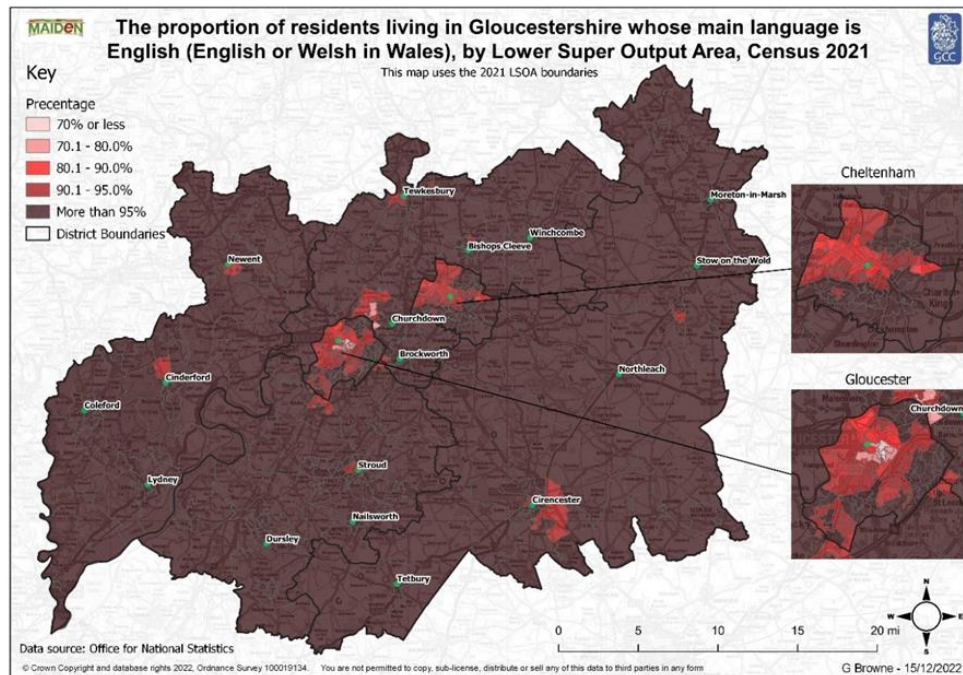 MAIDEN
The proportion of residents living in Gloucestershire whose main language is
English (English or Welsh in Wales), by Lower Super Output Area, Census 2021
This map uses the 2021 LSOA boundaries
GCC
Key
Precentage
70% or less
70.1 - 80.0%
80.1 - 90.0%
90.1 - 95.0%
More than 95%
District Boundaries
Tewkesbury
Moreton-in-Marsh
Winchcombe
Bishops Cleeve
Newent
Stow on the Wold
Churchdown
Brockworth
Northleach
Cinderford
Coleford
Stroud
Lydney
Cirencester
Nailsworth
Dursley
Tetbury
Cheltenham
Gloucester
Churchdown
N
W
E
S
0 5 10 15 20 mi
Data source: Office for National Statistics
© Crown Copyright and database rights 2022, Ordnance Survey 100019134. You are not permitted to copy, sub-license, distribute or sell any of this data to third parties in any form
G Browne - 15/12/2022